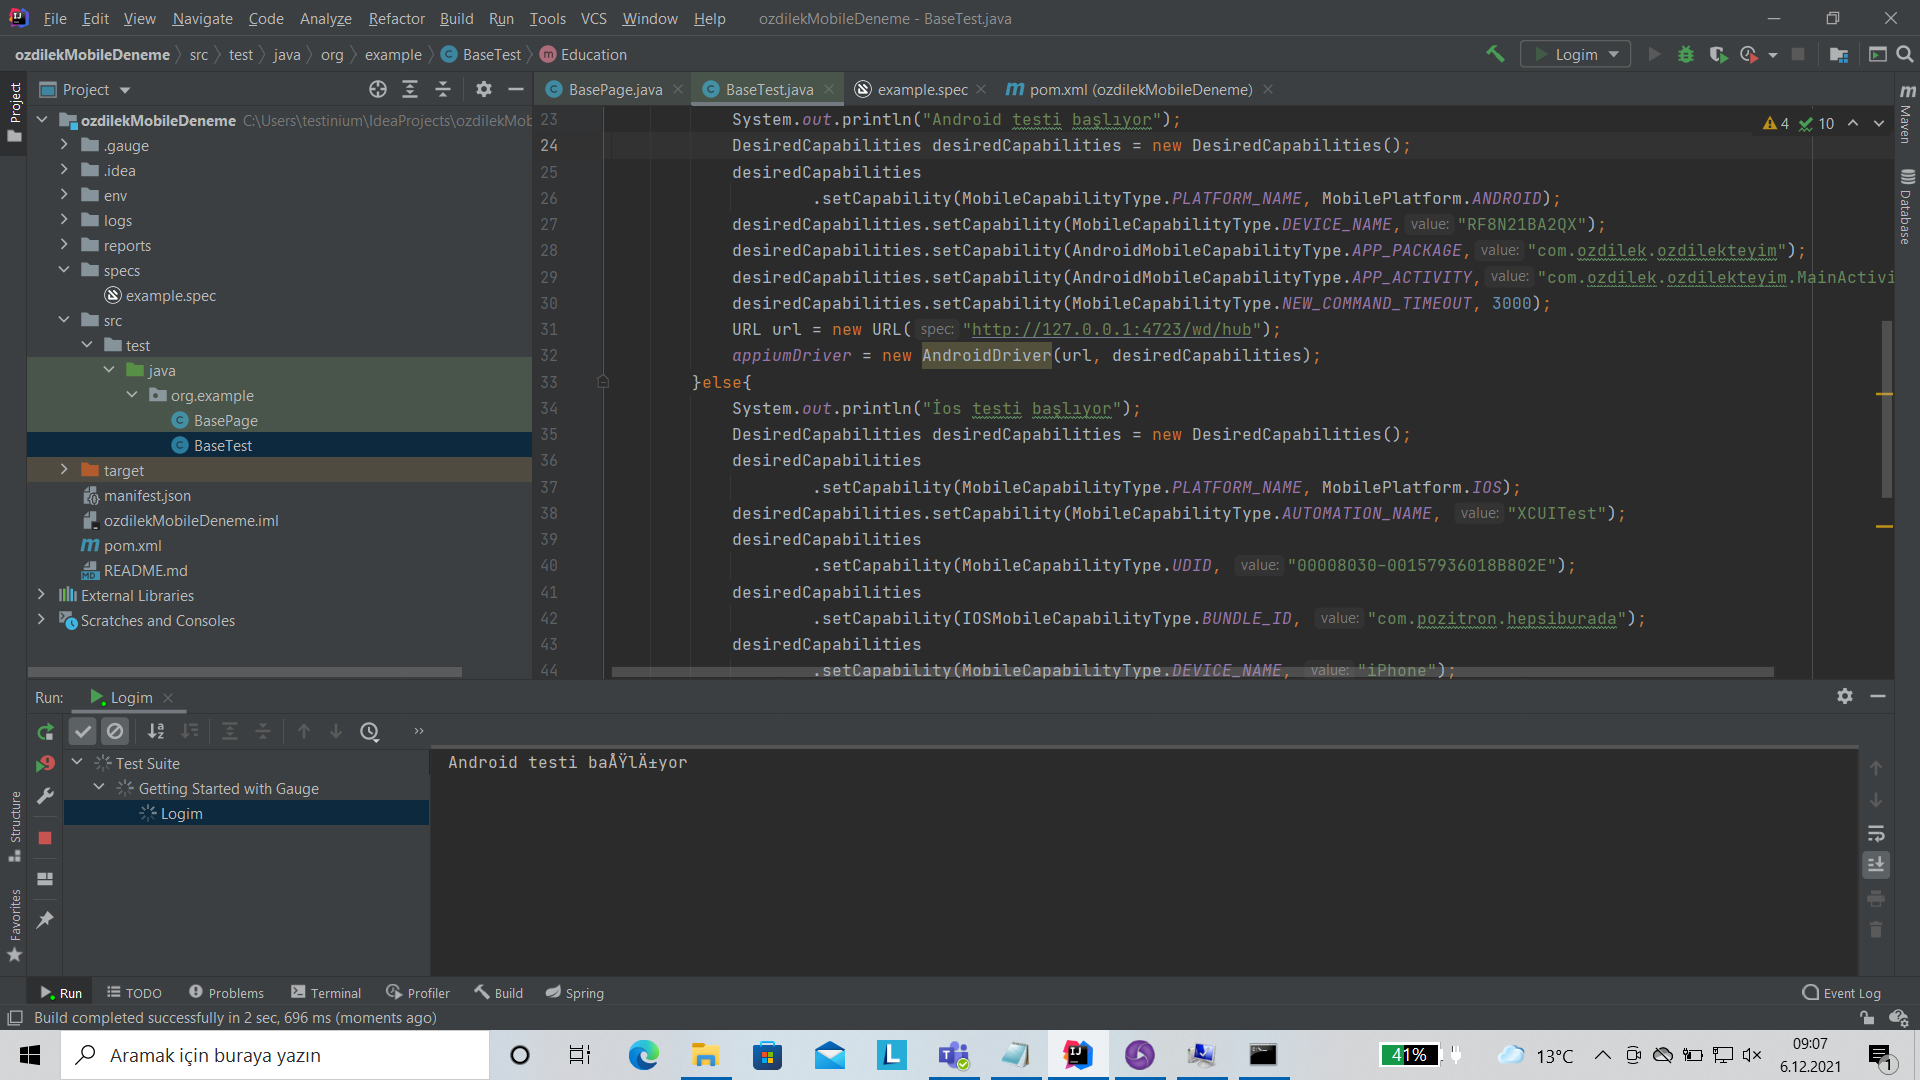 File Edit View Navigate Code Analyze Refactor Build Run Tools VCS Window Help ozdilekMobileDeneme - BaseTest.java
ozdilekMobileDeneme src test java org example BaseTest Education Logim
Project BasePage.java BaseTest.java example.spec pom.xml (ozdilekMobileDeneme)
Project
Maven
Database
Structure
Favorites
ozdilekMobileDeneme C:\Users\testinium\IdeaProjects\ozdilekMob
.gauge
.idea
env
logs
reports
specs
example.spec
src
test
java
org.example
BasePage
BaseTest
target
manifest.json
ozdilekMobileDeneme.iml
pom.xml
README.md
External Libraries
Scratches and Consoles
4 10
23 System.out.println("Android testi başlıyor");
24 DesiredCapabilities desiredCapabilities = new DesiredCapabilities();
25 desiredCapabilities
26 .setCapability(MobileCapabilityType.PLATFORM_NAME, MobilePlatform.ANDROID);
27 desiredCapabilities.setCapability(MobileCapabilityType.DEVICE_NAME, value: "RF8N21BA2QX");
28 desiredCapabilities.setCapability(AndroidMobileCapabilityType.APP_PACKAGE, value: "com.ozdilek.ozdilekteyim");
29 desiredCapabilities.setCapability(AndroidMobileCapabilityType.APP_ACTIVITY, value: "com.ozdilek.ozdilekteyim.MainActivi
30 desiredCapabilities.setCapability(MobileCapabilityType.NEW_COMMAND_TIMEOUT, 3000);
31 URL url = new URL( spec: "http://127.0.0.1:4723/wd/hub");
32 appiumDriver = new AndroidDriver(url, desiredCapabilities);
33 }else{
34 System.out.println("İos testi başlıyor");
35 DesiredCapabilities desiredCapabilities = new DesiredCapabilities();
36 desiredCapabilities
37 .setCapability(MobileCapabilityType.PLATFORM_NAME, MobilePlatform.IOS);
38 desiredCapabilities.setCapability(MobileCapabilityType.AUTOMATION_NAME, value: "XCUITest");
39 desiredCapabilities
40 .setCapability(MobileCapabilityType.UDID, value: "00008030-00157936018B802E");
41 desiredCapabilities
42 .setCapability(IOSMobileCapabilityType.BUNDLE_ID, value: "com.pozitron.hepsiburada");
43 desiredCapabilities
44 .setCapability(MobileCapabilityType.DEVICE_NAME, value: "iPhone");
Run: Logim
Test Suite
Getting Started with Gauge
Logim
Android testi baÅŸlÄ±yor
Run TODO Problems Terminal Profiler Build Spring Event Log
Build completed successfully in 2 sec, 696 ms (moments ago)
Aramak için buraya yazın
41%
13°C
09:07
6.12.2021
1